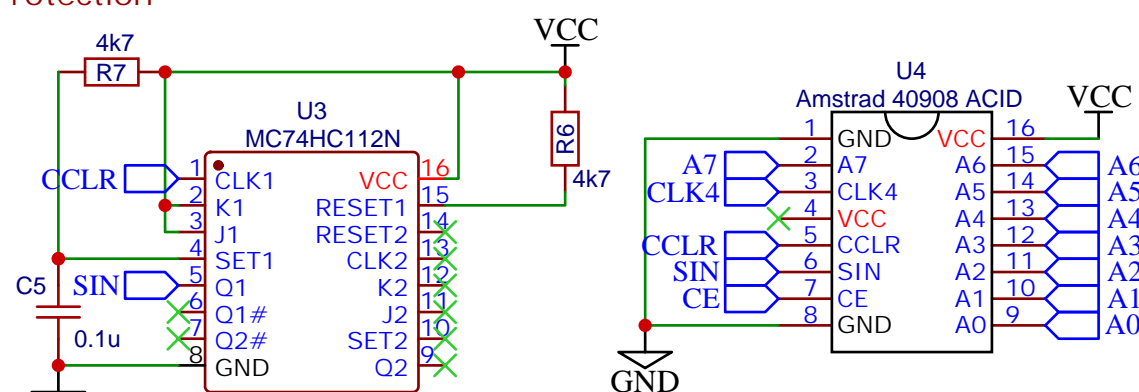 rotection
4k7
R7
VCC
U3
MC74HC112N
R6
4k7
CCLR
1 CLK1
2 K1
3 J1
4 SET1
SIN
5 Q1
6 Q1#
7 Q2#
8 GND
16 VCC
15 RESET1
14 RESET2
13 CLK2
12 K2
11 J2
10 SET2
9 Q2
C5
0.1u
U4
Amstrad 40908 ACID
VCC
1 GND
A7 2 A7
CLK4 3 CLK4
4 VCC
CCLR 5 CCLR
SIN 6 SIN
CE 7 CE
8 GND
VCC 16
A6 15 A6
A5 14 A5
A4 13 A4
A3 12 A3
A2 11 A2
A1 10 A1
A0 9 A0
GND